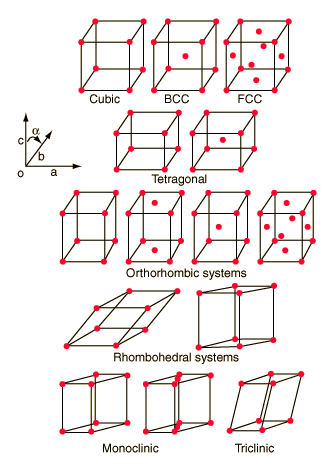 Cubic BCC FCC
c α b
o a
Tetragonal
Orthorhombic systems
Rhombohedral systems
Monoclinic Triclinic